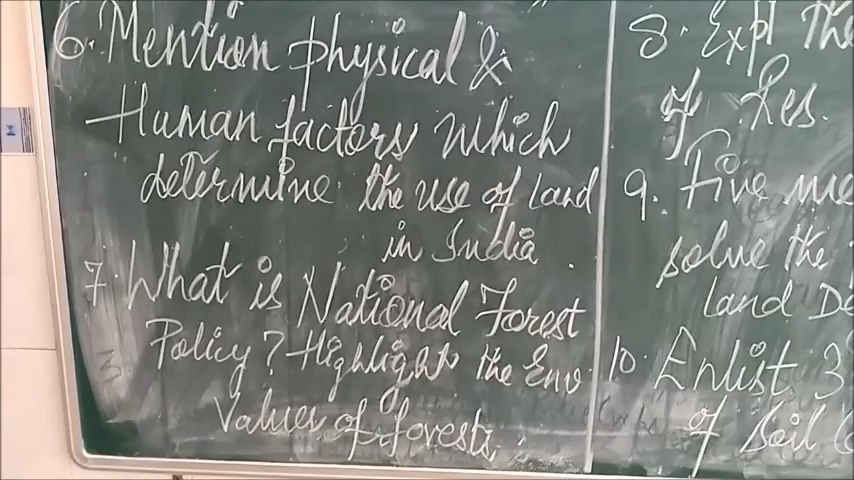 6. Mention physical &
Human factors which
determine the use of land
in India.
7. What is National Forest
Policy? Highlight the Env.
Values of forests.
8. Expl the
of Res.
9. Five
solve the
land
10. Enlist 3
of Soil